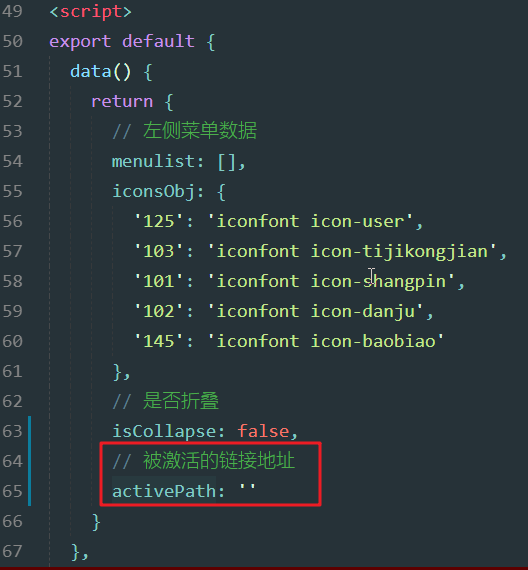 49 <script>
50 export default {
51 data() {
52 return {
53 // 左侧菜单数据
54 menulist: [],
55 iconsObj: {
56 '125': 'iconfont icon-user',
57 '103': 'iconfont icon-tijikongjian',
58 '101': 'iconfont icon-shangpin',
59 '102': 'iconfont icon-danju',
60 '145': 'iconfont icon-baobiao'
61 },
62 // 是否折叠
63 isCollapse: false,
64 // 被激活的链接地址
65 activePath: ''
66 }
67 },